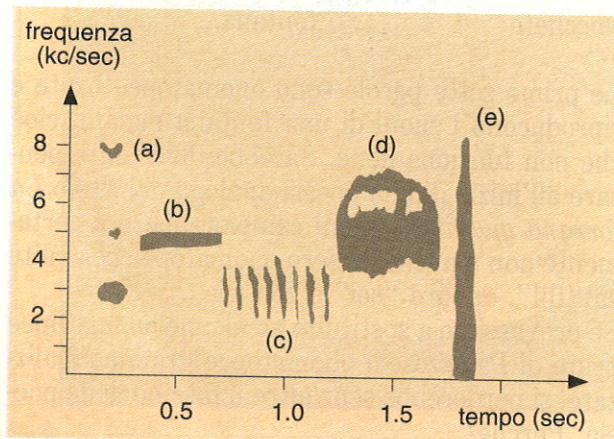 frequenza
(kc/sec)
8
6
4
2
(a)
(b)
(c)
(d)
(e)
0.5
1.0
1.5
tempo (sec)